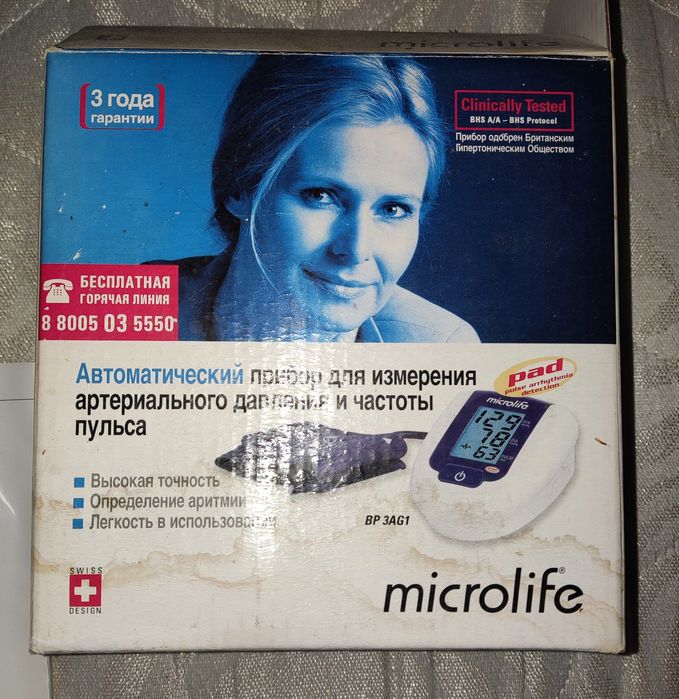 microlife
3 года
гарантии
Clinically Tested
BHS A/A – BHS Protocol
Прибор одобрен Британским
Гипертоническим Обществом
БЕСПЛАТНАЯ
ГОРЯЧАЯ ЛИНИЯ
8 8005 03 5550
Автоматический прибор для измерения
артериального давления и частоты
пульса
pad
pulse arrhythmia
detection
microlife
129
78
63
Высокая точность
Определение аритмии
Легкость в использовании
BP 3AG1
SWISS
DESIGN
microlife®